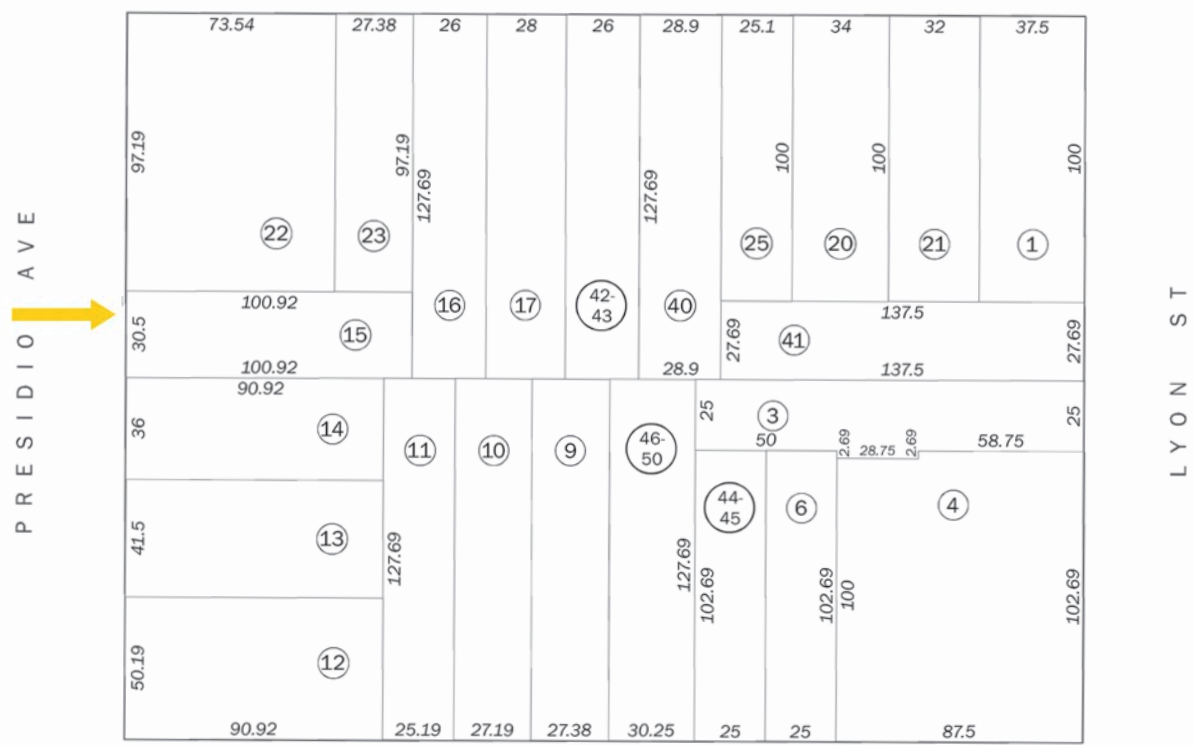 73.54 27.38 26 28 26 28.9 25.1 34 32 37.5
97.19 97.19 127.69 127.69 100 100 100
22 23 25 20 21 1
PRESIDIO AVE
LYON ST
100.92 137.5
16 17 42-43 40
30.5 15 27.69 41 27.69
100.92 28.9 137.5
90.92
36 14 25 3 25
50 2.69 28.75 2.69 58.75
11 10 9 46-50
44-45 6 4
41.5 13 127.69 127.69 102.69 102.69 100 102.69
50.19 12
90.92 25.19 27.19 27.38 30.25 25 25 87.5